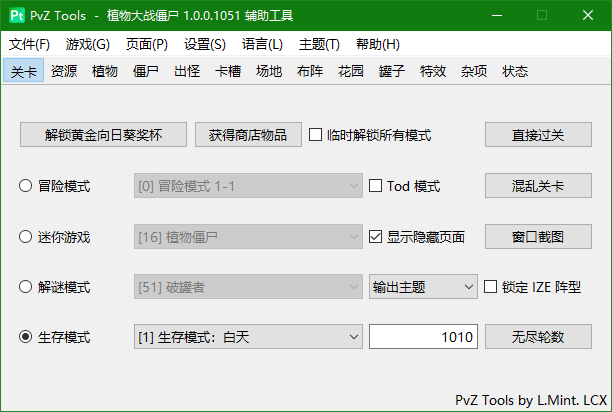 PvZ Tools - 植物大战僵尸 1.0.0.1051 辅助工具
文件(F) 游戏(G) 页面(P) 设置(S) 语言(L) 主题(T) 帮助(H)
关卡 资源 植物 僵尸 出怪 卡槽 场地 布阵 花园 罐子 特效 杂项 状态
解锁黄金向日葵奖杯 获得商店物品 临时解锁所有模式 直接过关
冒险模式 [0] 冒险模式 1-1 Tod 模式 混乱关卡
迷你游戏 [16] 植物僵尸 显示隐藏页面 窗口截图
解谜模式 [51] 破罐者 输出主题 锁定 IZE 阵型
生存模式 [1] 生存模式：白天 1010 无尽轮数
PvZ Tools by L.Mint. LCX